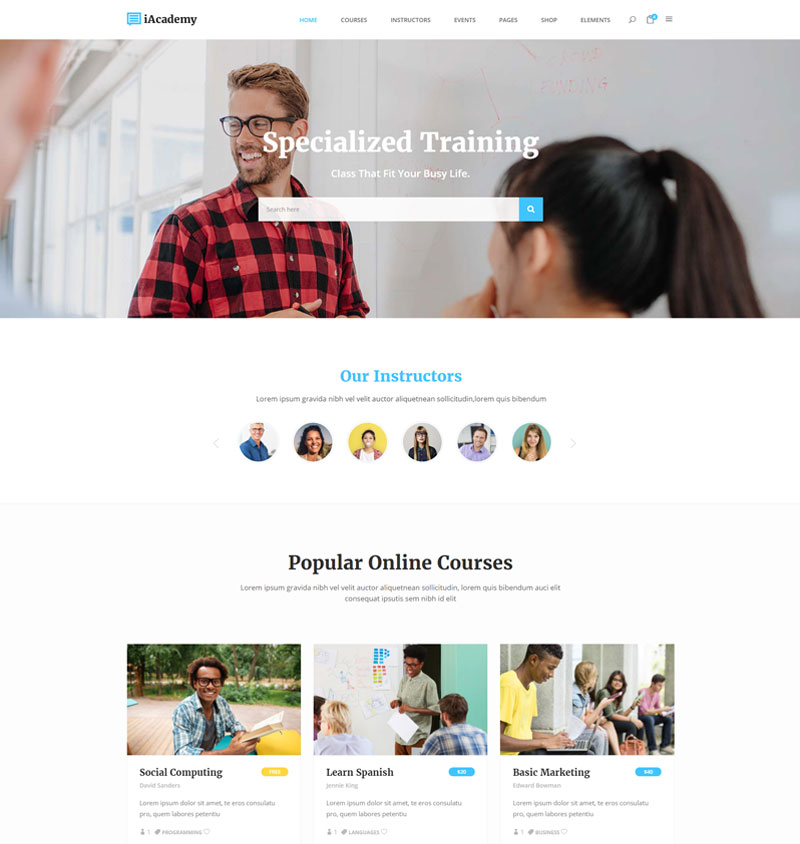 iAcademy
HOME COURSES INSTRUCTORS EVENTS PAGES SHOP ELEMENTS
CROWD
FUNDING
Specialized Training
Class That Fit Your Busy Life.
Search here
Our Instructors
Lorem ipsum gravida nibh vel velit auctor aliquetnean sollicitudin,lorem quis bibendum
Popular Online Courses
Lorem ipsum gravida nibh vel velit auctor aliquetnean sollicitudin, lorem quis bibendum auci elit
consequat ipsutis sem nibh id elit
Social Computing FREE
David Sanders
Lorem ipsum dolor sit amet, te eros consulatu
pro, quem labores petentiu
1 PROGRAMMING
Learn Spanish $20
Jennie King
Lorem ipsum dolor sit amet, te eros consulatu
pro, quem labores petentiu
1 LANGUAGES
Basic Marketing $40
Edward Bowman
Lorem ipsum dolor sit amet, te eros consulatu
pro, quem labores petentiu
1 BUSINESS